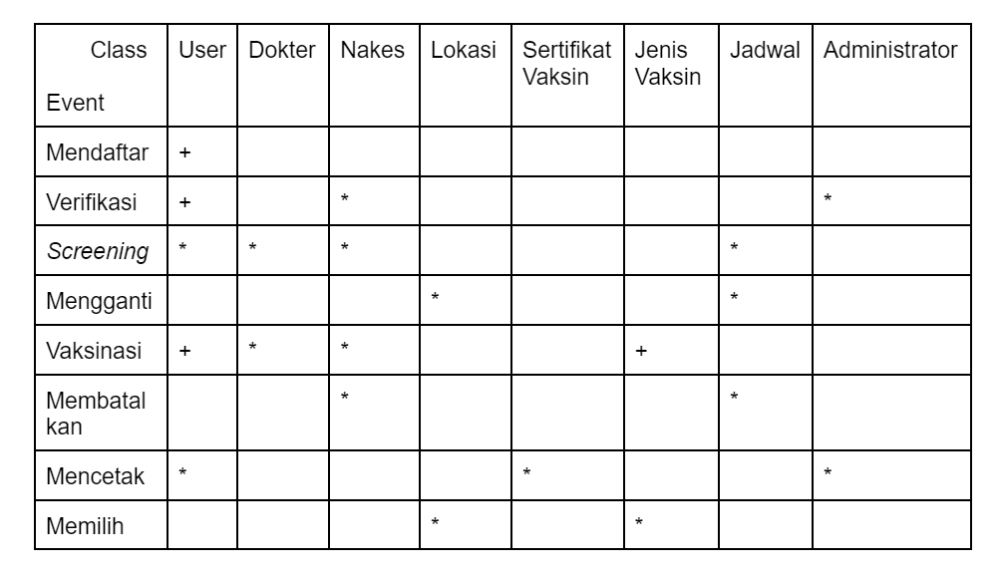 Class User Dokter Nakes Lokasi Sertifikat Jenis Jadwal Administrator
Vaksin Vaksin
Event
Mendaftar +
Verifikasi + * *
Screening * * * *
Mengganti * *
Vaksinasi + * * +
Membatal * *
kan
Mencetak * * *
Memilih * *